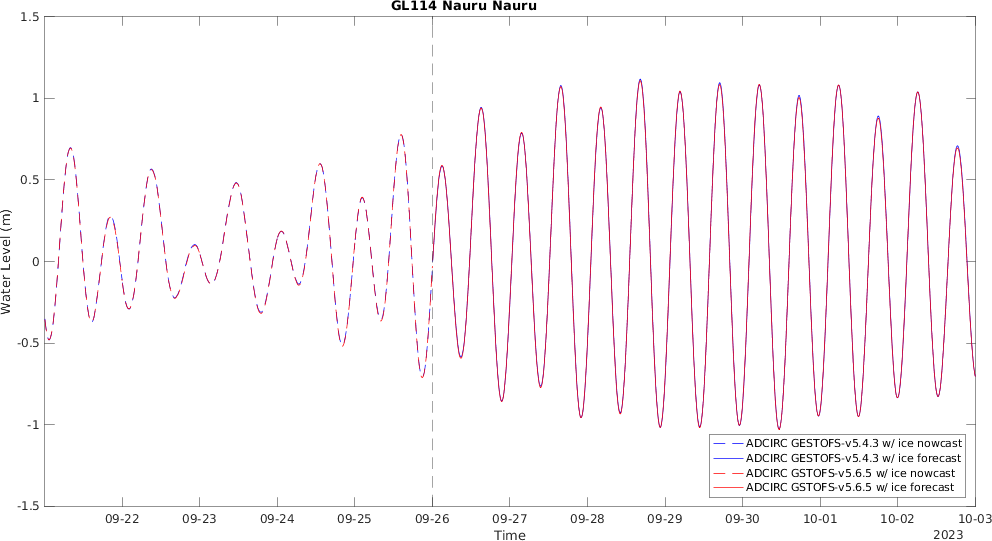 GL114 Nauru Nauru
1.5
1
0.5
0
-0.5
-1
-1.5
Water Level (m)
09-22 09-23 09-24 09-25 09-26 09-27 09-28 09-29 09-30 10-01 10-02 10-03
2023
Time
ADCIRC GESTOFS-v5.4.3 w/ ice nowcast
ADCIRC GESTOFS-v5.4.3 w/ ice forecast
ADCIRC GSTOFS-v5.6.5 w/ ice nowcast
ADCIRC GSTOFS-v5.6.5 w/ ice forecast